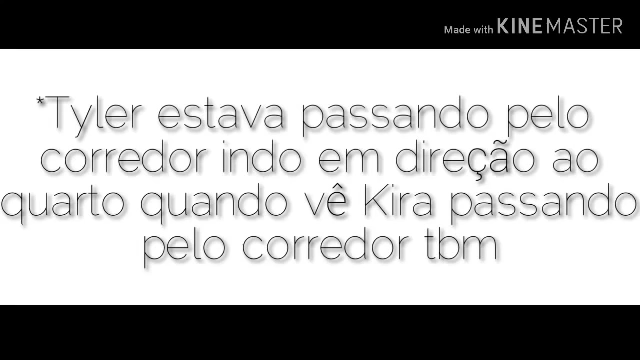 Made with KINEMASTER
*Tyler estava passando pelo
corredor indo em direção ao
quarto quando vê Kira passando
pelo corredor tbm